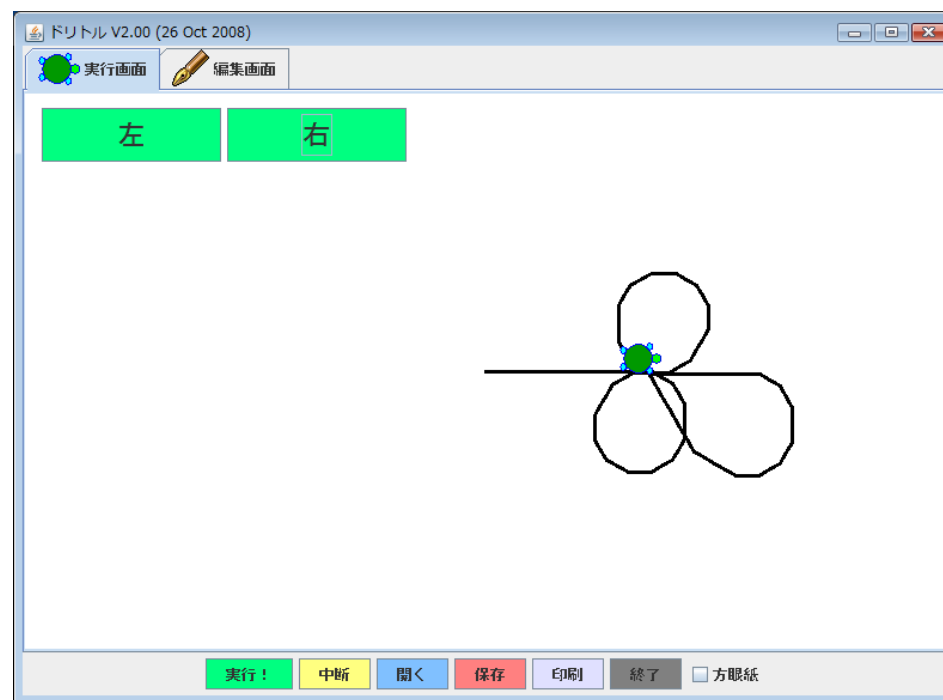 ドリトル V2.00 (26 Oct 2008)
実行画面 編集画面
左 右
実行！ 中断 開く 保存 印刷 終了 方眼紙